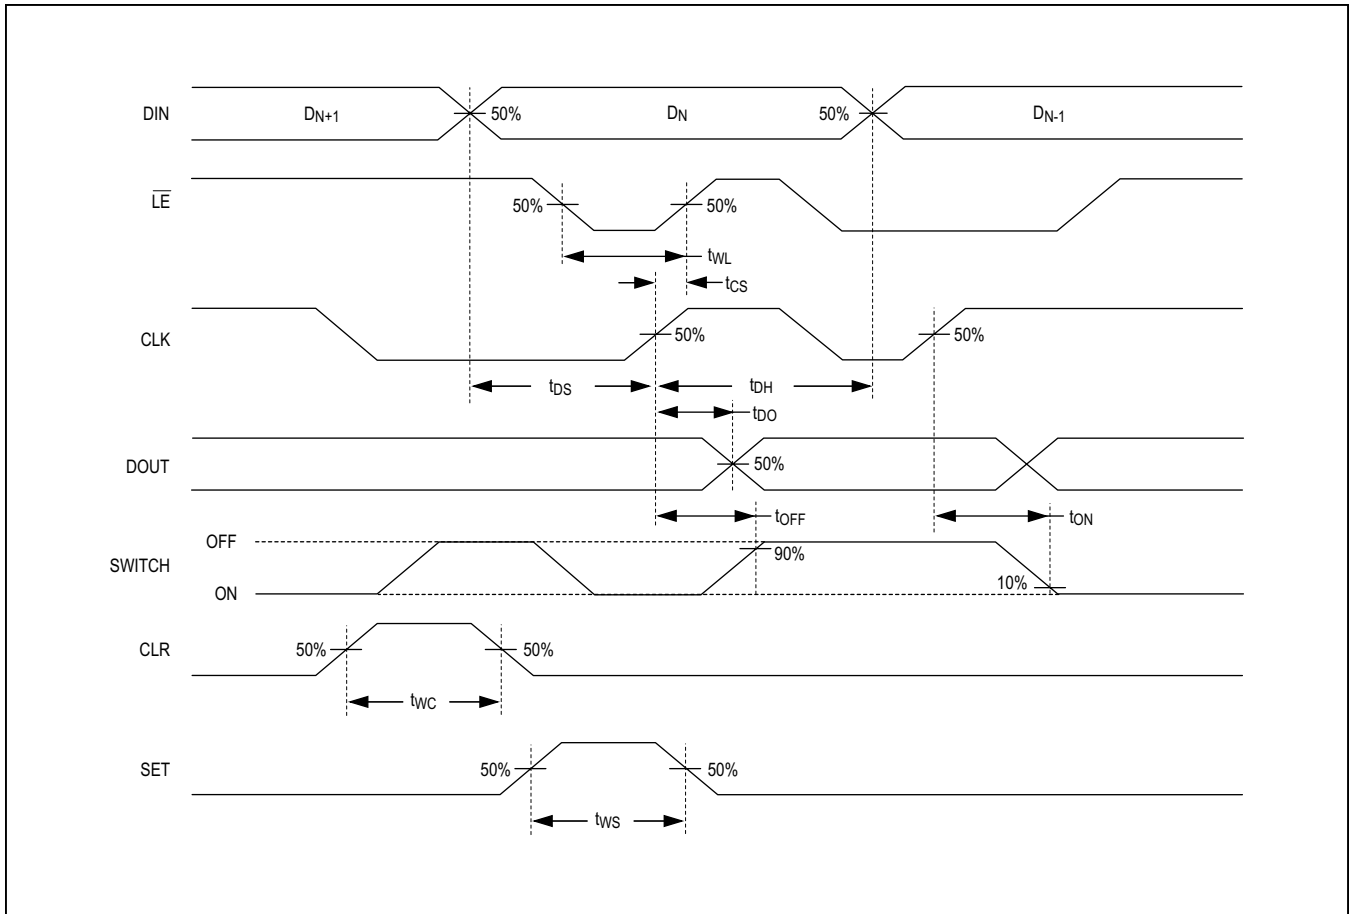 DIN
DN+1
50%
DN
50%
DN-1
LE
50%
50%
tWL
tCS
CLK
50%
50%
tDS
tDH
tDO
DOUT
50%
tOFF
tON
OFF
SWITCH
ON
90%
10%
CLR
50%
50%
tWC
SET
50%
50%
tWS